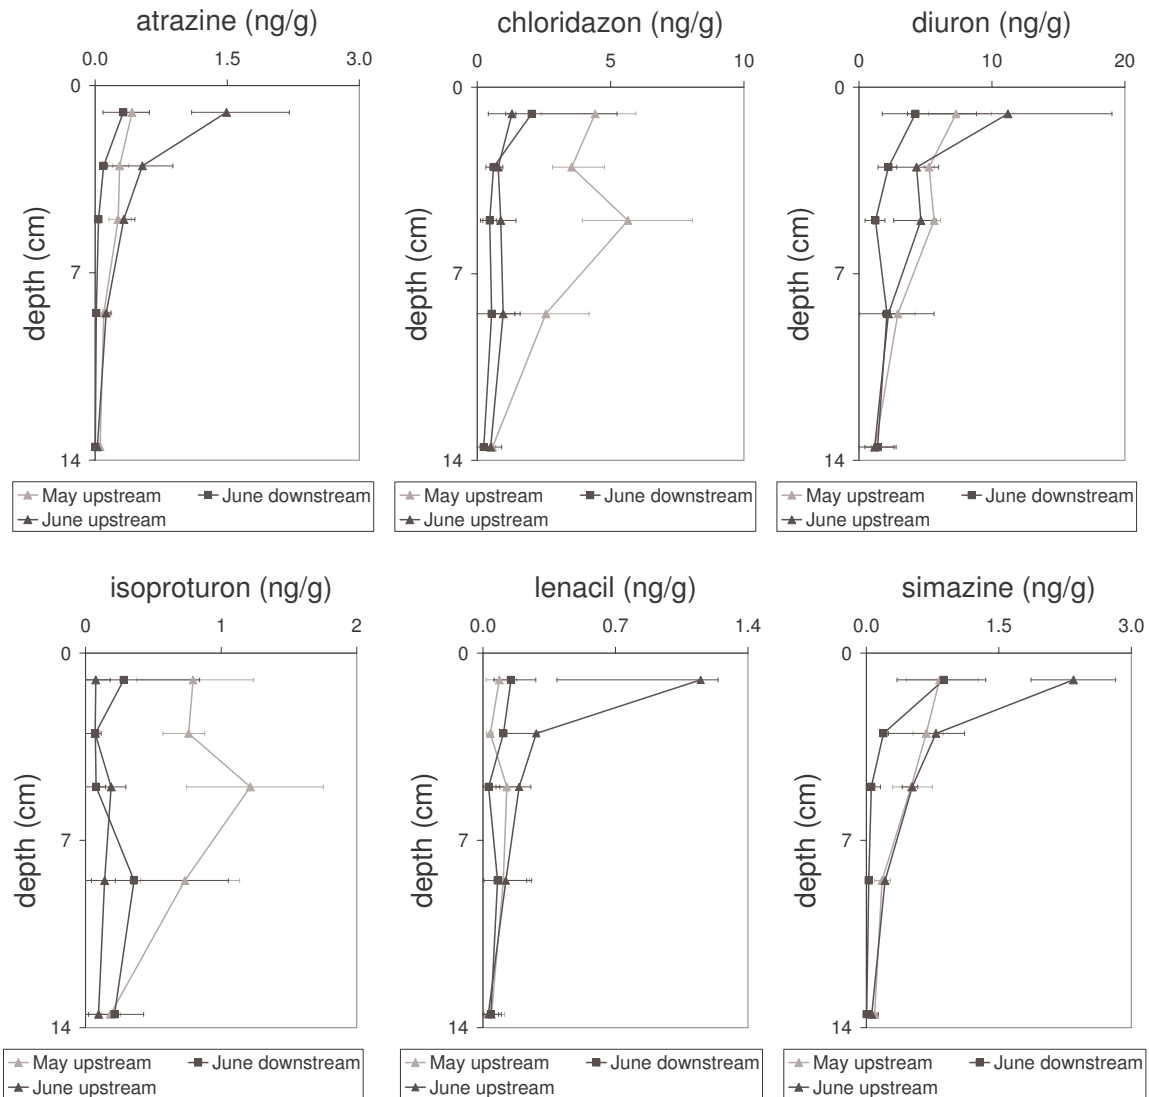 atrazine (ng/g)
0.0 1.5 3.0
0
7
14
depth (cm)
May upstream June downstream
June upstream
chloridazon (ng/g)
0 5 10
0
7
14
depth (cm)
May upstream June downstream
June upstream
diuron (ng/g)
0 10 20
0
7
14
depth (cm)
May upstream June downstream
June upstream
isoproturon (ng/g)
0 1 2
0
7
14
depth (cm)
May upstream June downstream
June upstream
lenacil (ng/g)
0.0 0.7 1.4
0
7
14
depth (cm)
May upstream June downstream
June upstream
simazine (ng/g)
0.0 1.5 3.0
0
7
14
depth (cm)
May upstream June downstream
June upstream